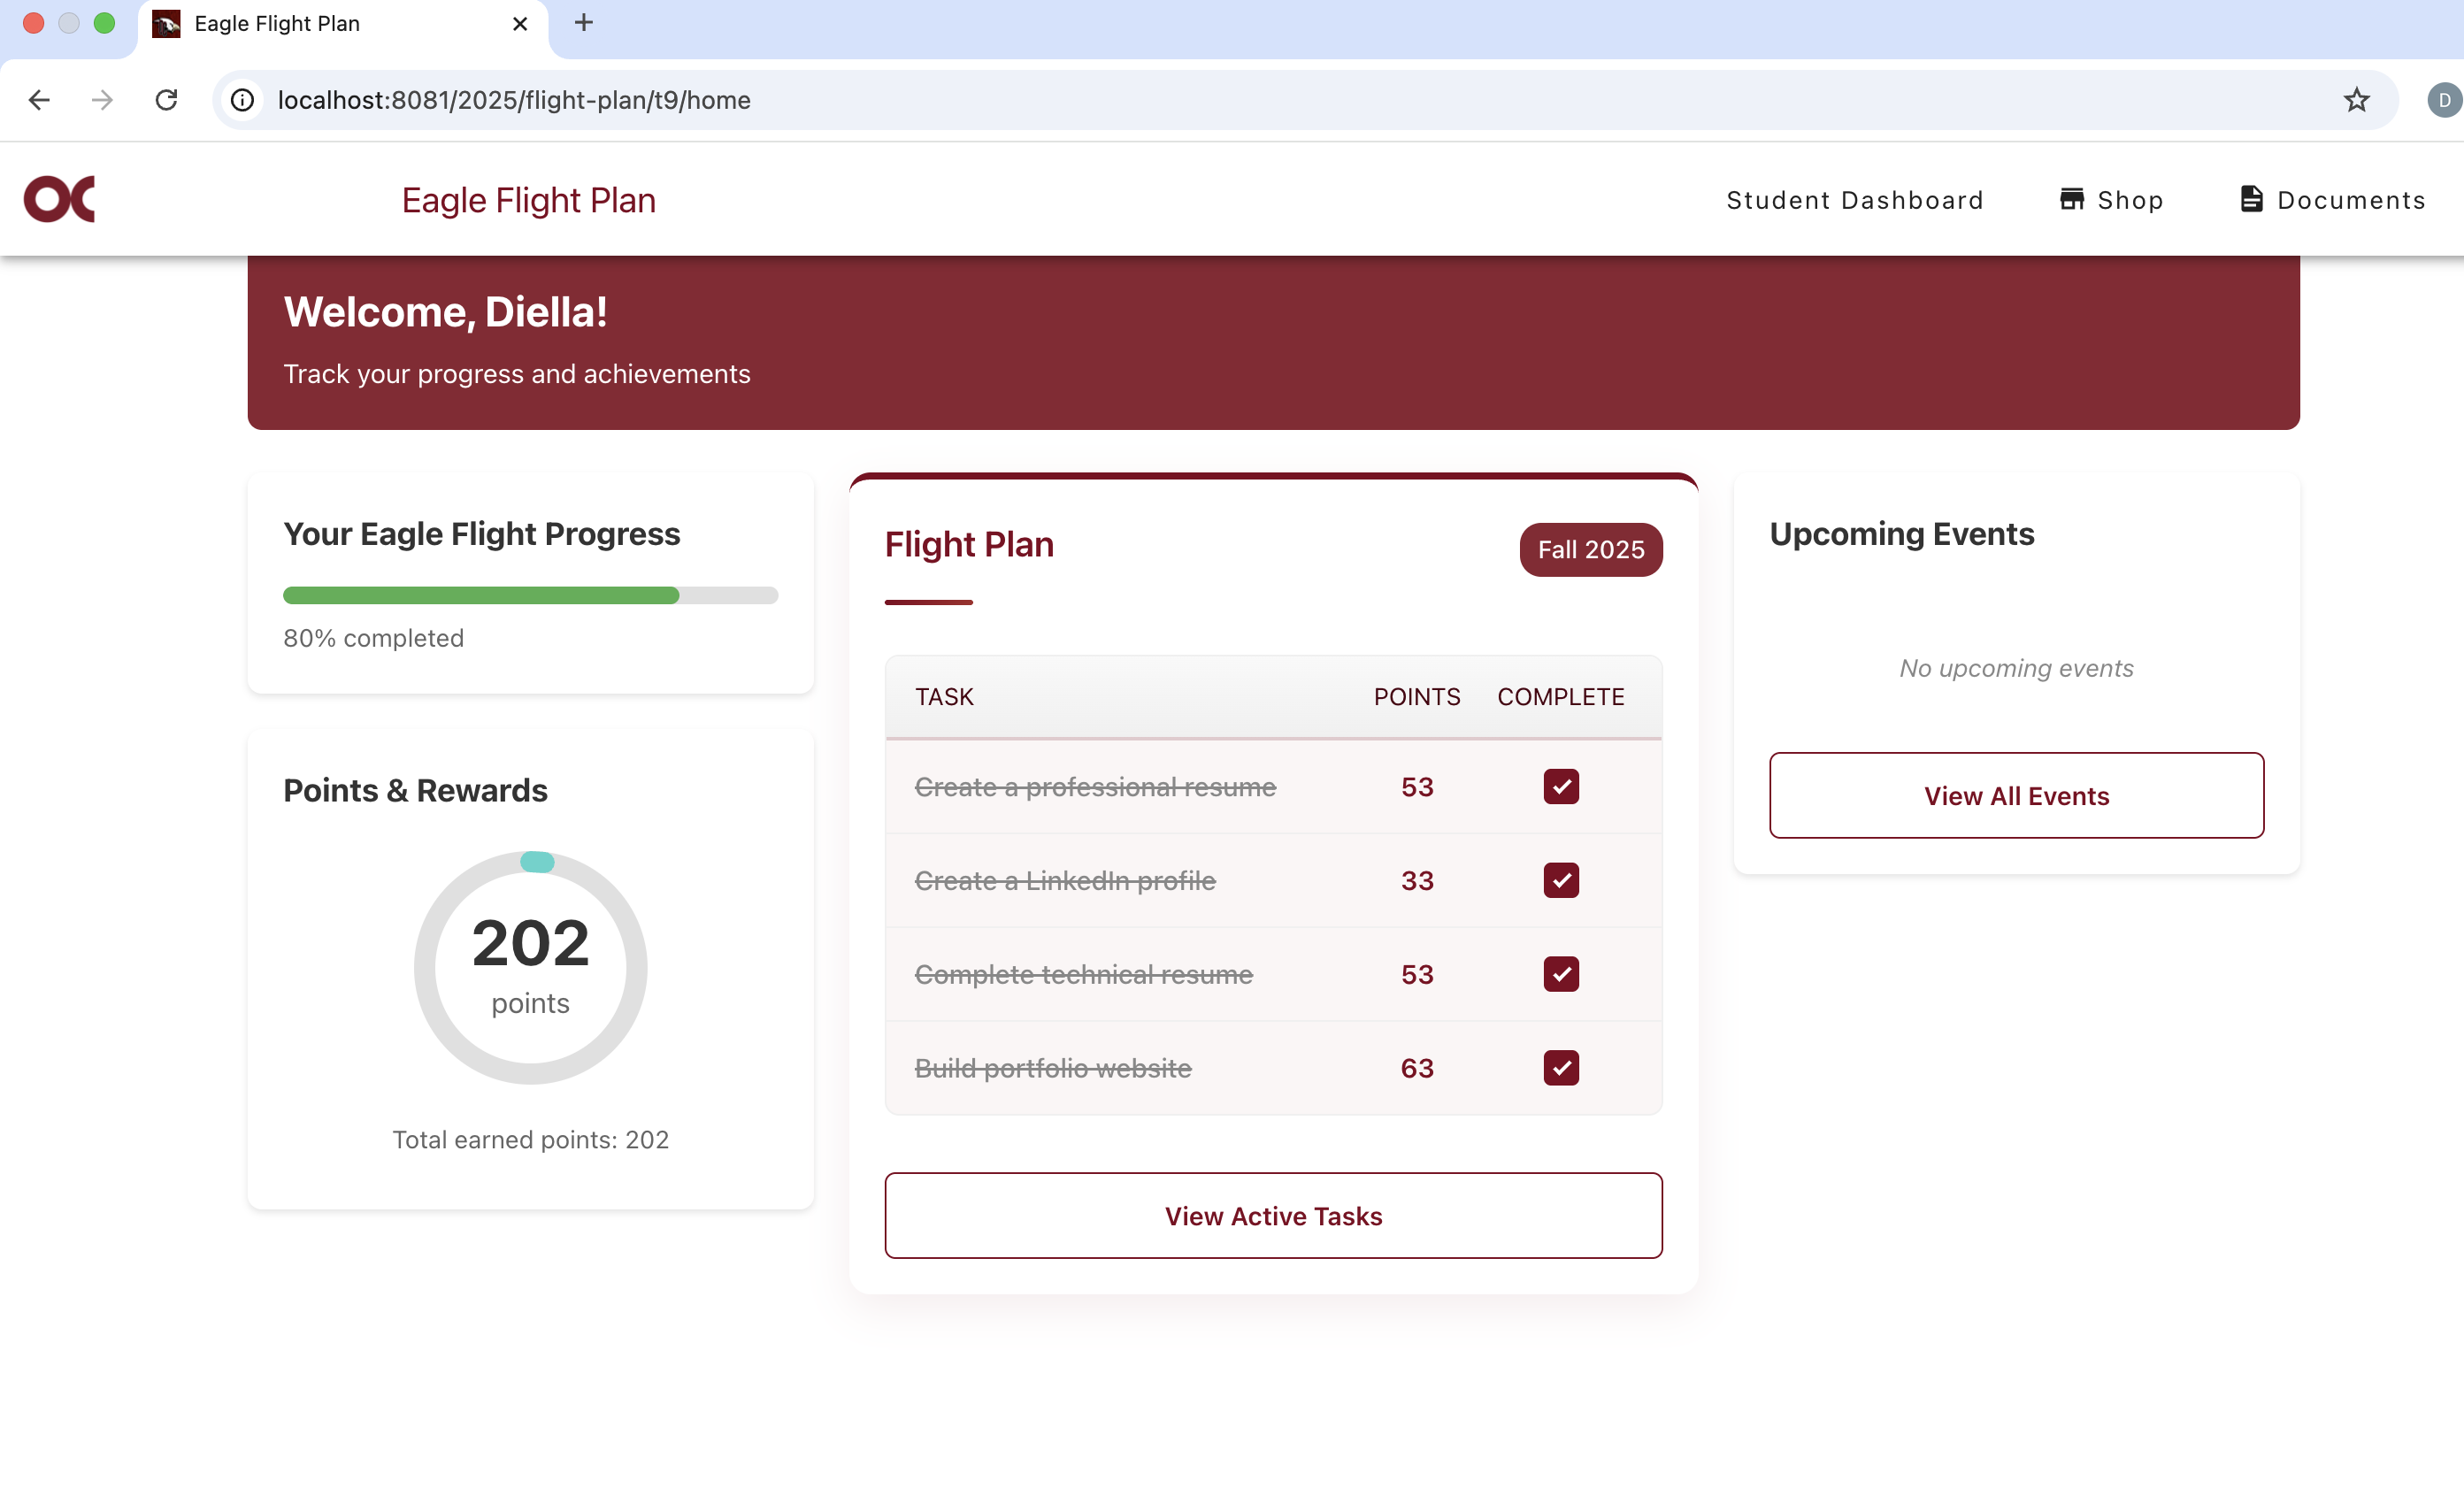 Eagle Flight Plan
localhost:8081/2025/flight-plan/t9/home
D
OC
Eagle Flight Plan
Student Dashboard
Shop
Documents
Welcome, Diella!
Track your progress and achievements
Your Eagle Flight Progress
80% completed
Points & Rewards
202
points
Total earned points: 202
Flight Plan
Fall 2025
TASK POINTS COMPLETE
Create a professional resume 53
Create a LinkedIn profile 33
Complete technical resume 53
Build portfolio website 63
View Active Tasks
Upcoming Events
No upcoming events
View All Events